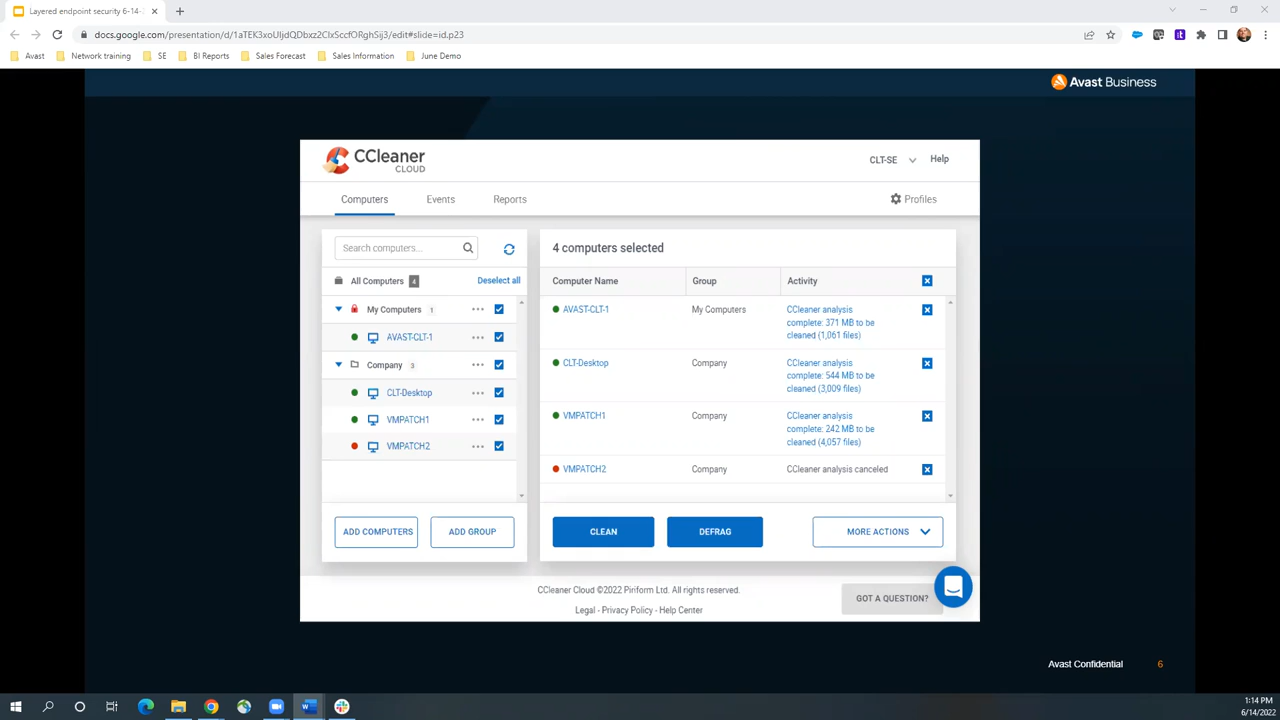 Layered endpoint security 6-14-
docs.google.com/presentation/d/1aTEK3xoUIjdQDbxz2ClxSccfORghSij3/edit#slide=id.p23
Avast
Network training
SE
BI Reports
Sales Forecast
Sales Information
June Demo
Avast Business
CCleaner
CLOUD
CLT-SE
Help
Computers
Events
Reports
Profiles
Search computers...
All Computers 4
Deselect all
My Computers 1
AVAST-CLT-1
Company 3
CLT-Desktop
VMPATCH1
VMPATCH2
ADD COMPUTERS
ADD GROUP
4 computers selected
Computer Name
Group
Activity
AVAST-CLT-1
My Computers
CCleaner analysis
complete: 371 MB to be
cleaned (1,061 files)
CLT-Desktop
Company
CCleaner analysis
complete: 544 MB to be
cleaned (3,009 files)
VMPATCH1
Company
CCleaner analysis
complete: 242 MB to be
cleaned (4,057 files)
VMPATCH2
Company
CCleaner analysis canceled
CLEAN
DEFRAG
MORE ACTIONS
CCleaner Cloud ©2022 Piriform Ltd. All rights reserved.
Legal - Privacy Policy - Help Center
GOT A QUESTION?
Avast Confidential
6
1:14 PM
6/14/2022